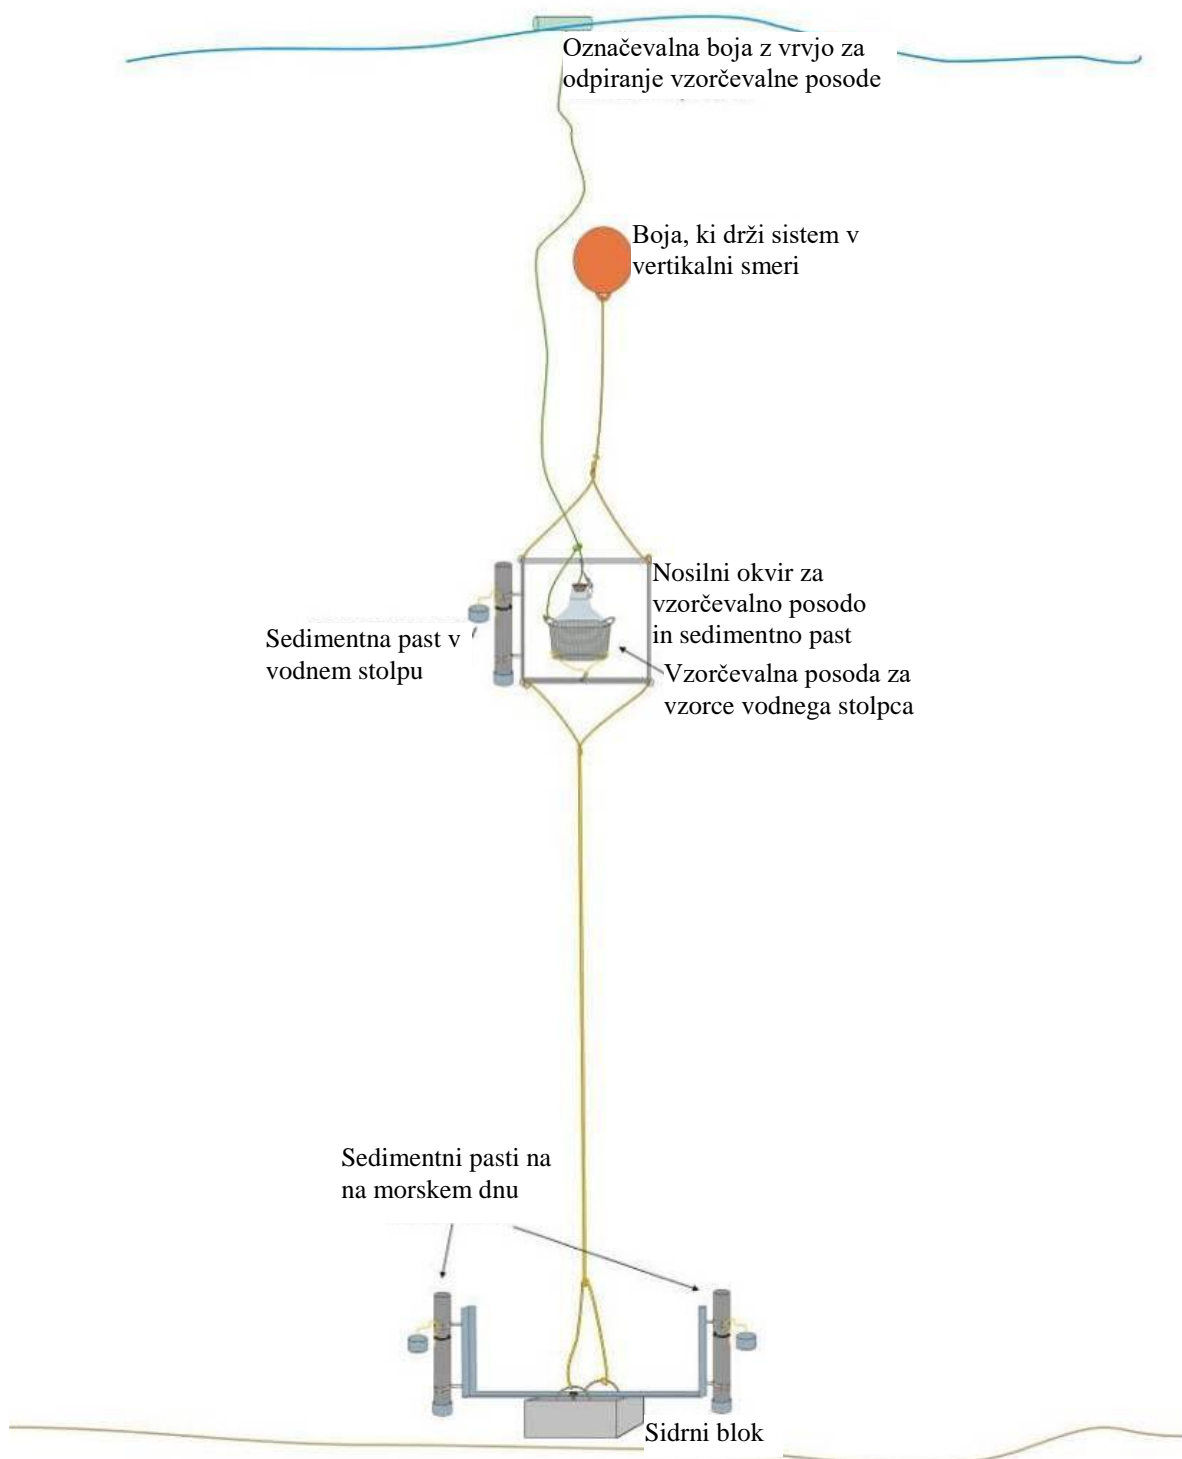 Označevalna boja z vrvjo za
odpiranje vzorčevalne posode
Boja, ki drži sistem v
vertikalni smeri
Nosilni okvir za
vzorčevalno posodo
in sedimentno past
Sedimentna past v
vodnem stolpu
Vzorčevalna posoda za
vzorce vodnega stolpca
Sedimentni pasti na
na morskem dnu
Sidrni blok